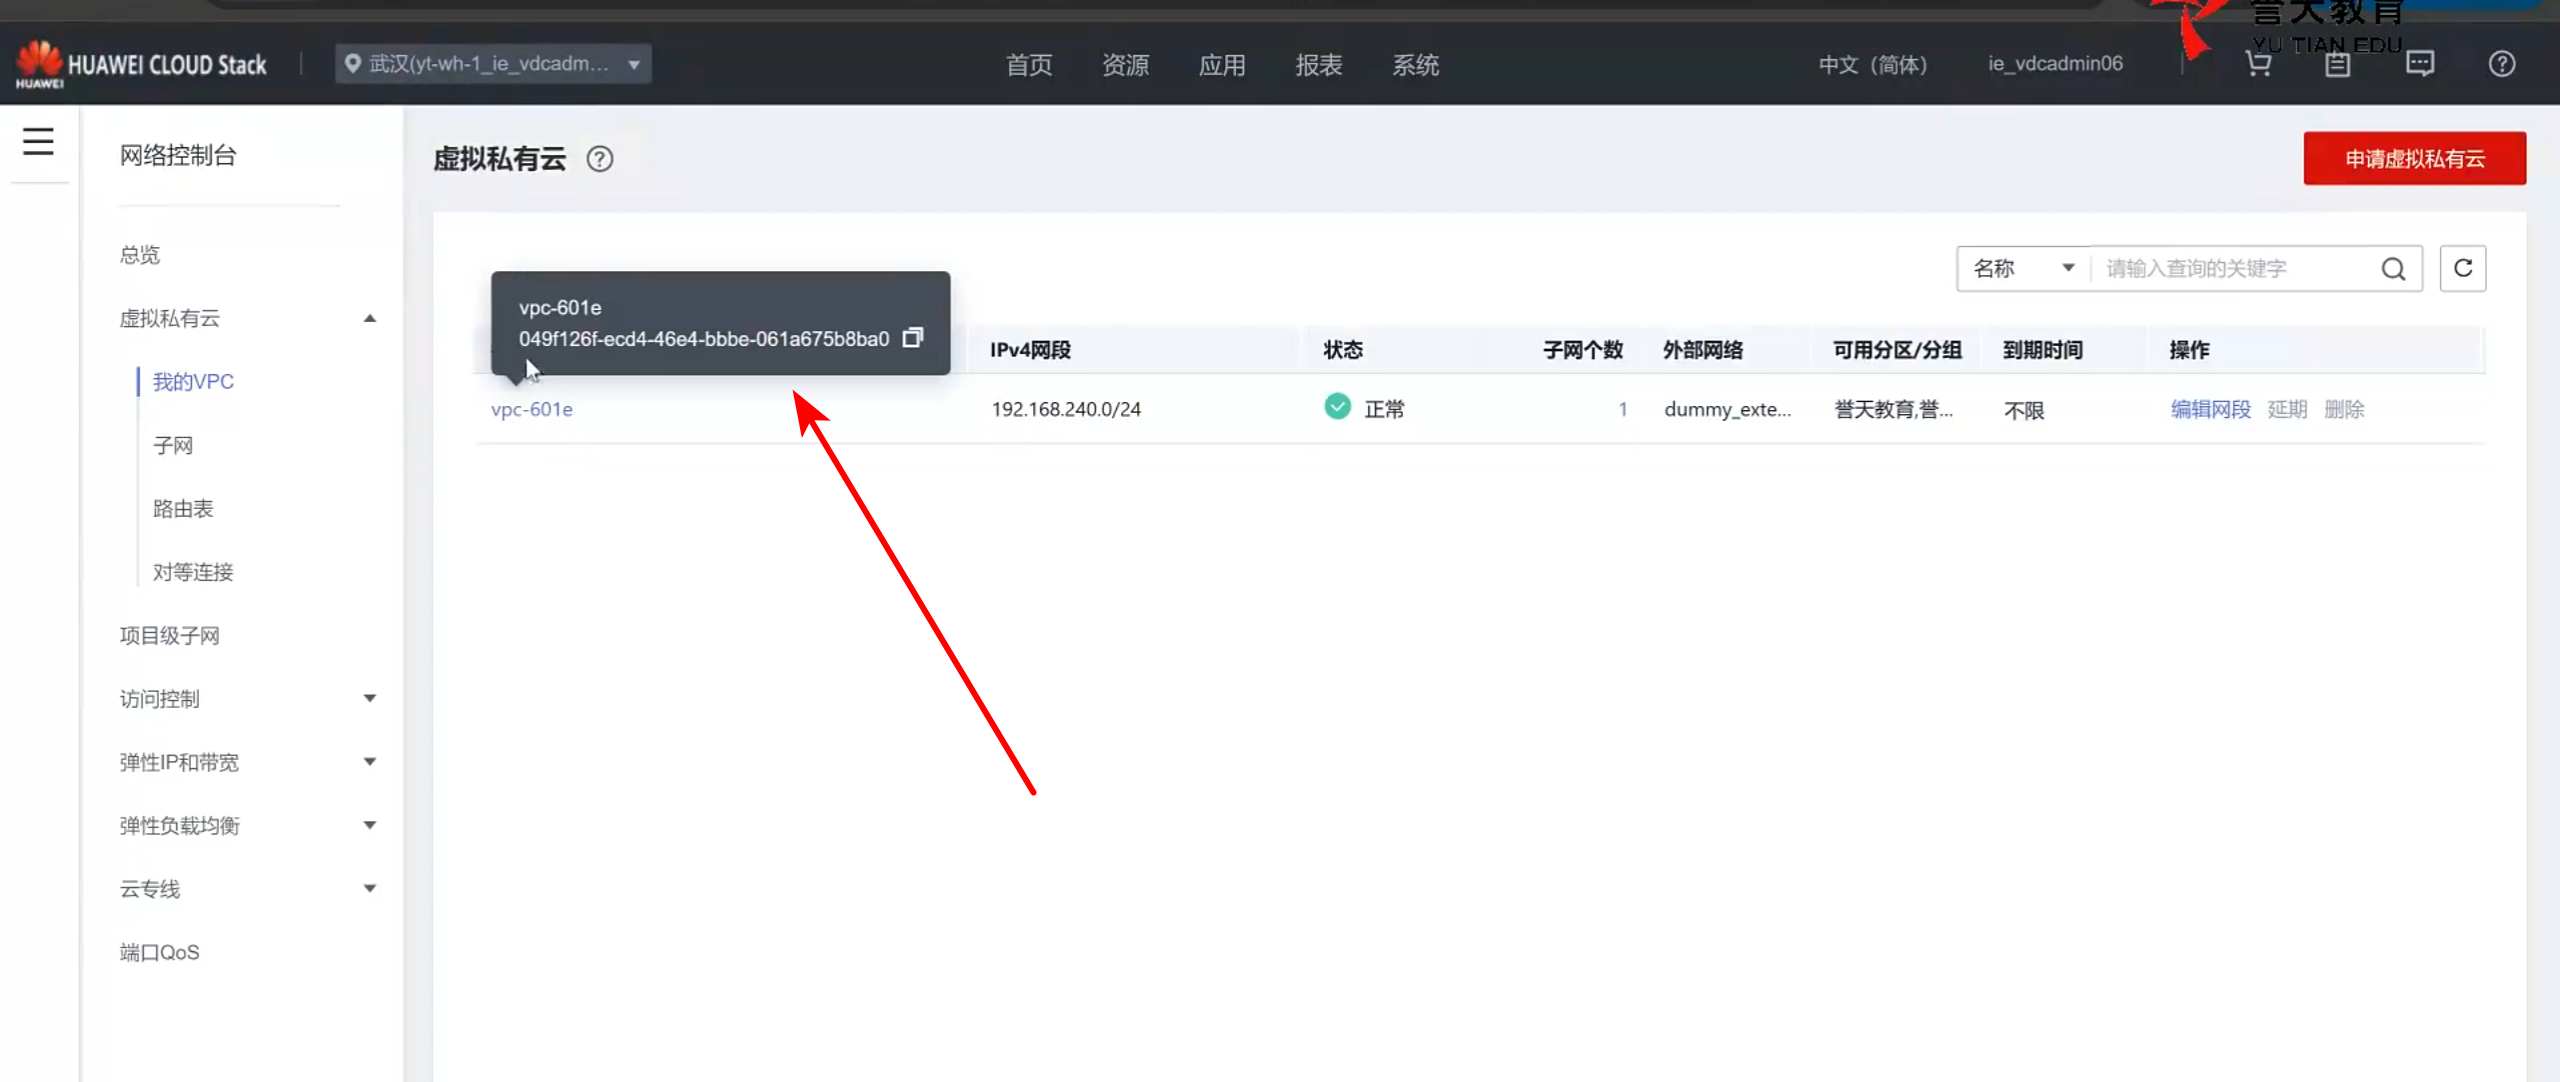 誉天教育
YU TIAN EDU
HUAWEI
HUAWEI CLOUD Stack
武汉(yt-wh-1_ie_vdcadm...
首页
资源
应用
报表
系统
中文（简体）
ie_vdcadmin06
网络控制台
总览
虚拟私有云
我的VPC
子网
路由表
对等连接
项目级子网
访问控制
弹性IP和带宽
弹性负载均衡
云专线
端口QoS
虚拟私有云
申请虚拟私有云
名称
请输入查询的关键字
vpc-601e
049f126f-ecd4-46e4-bbbe-061a675b8ba0
IPv4网段
状态
子网个数
外部网络
可用分区/分组
到期时间
操作
vpc-601e
192.168.240.0/24
正常
1
dummy_exte...
誉天教育,誉...
不限
编辑网段
延期
删除